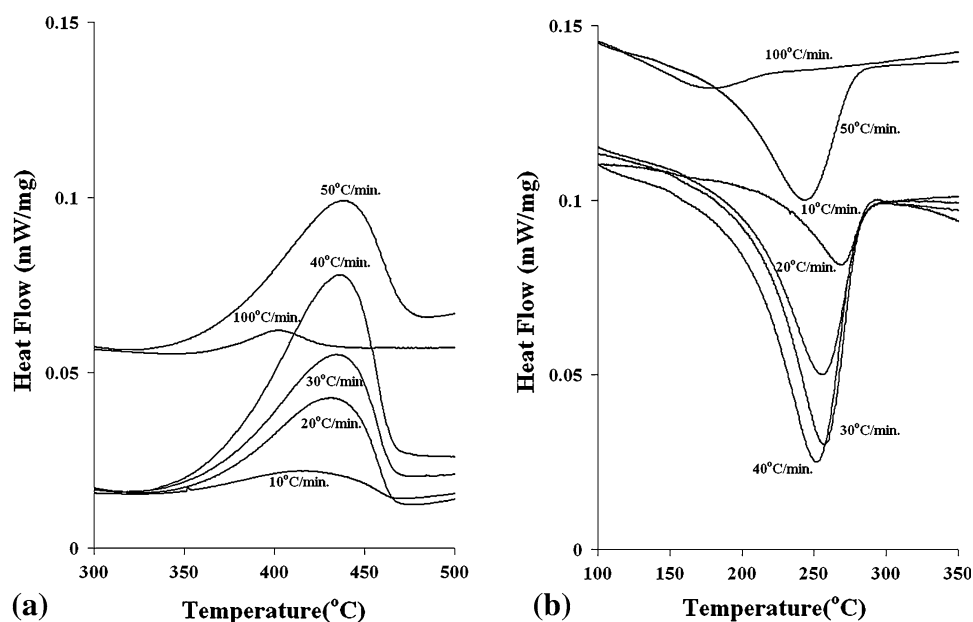 0.15
0.1
0.05
0
Heat Flow (mW/mg)
50°C/min.
40°C/min.
100°C/min.
30°C/min
20°C/min.
10°C/min.
300
350
400
450
500
(a)
Temperature(°C)
0.15
0.1
0.05
0
Heat Flow (mW/mg)
100°C/min.
50°C/min.
10°C/min.
20°C/min.
30°C/min.
40°C/min.
100
150
200
250
300
350
(b)
Temperature(°C)